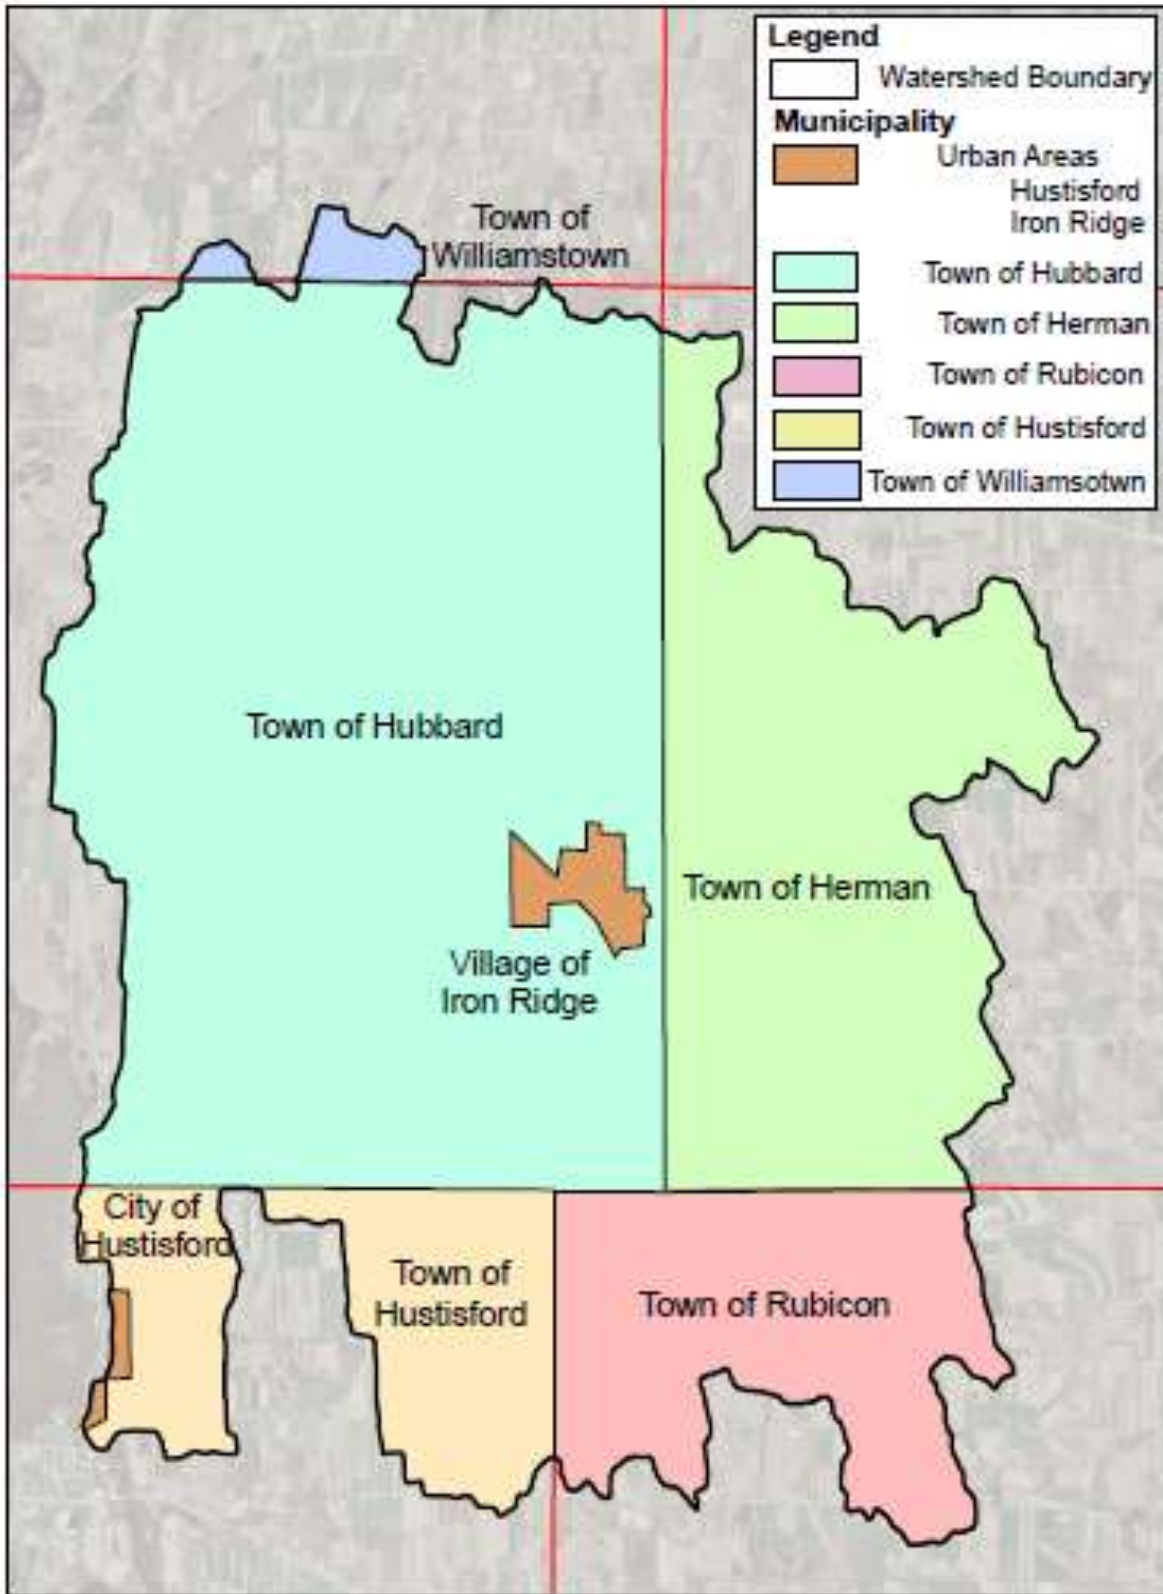 Legend
Watershed Boundary
Municipality
Urban Areas
Hustisford
Iron Ridge
Town of Hubbard
Town of Herman
Town of Rubicon
Town of Hustisford
Town of Williamsotwn
Town of
Williamstown
Town of Hubbard
Town of Herman
Village of
Iron Ridge
City of
Hustisford
Town of
Hustisford
Town of Rubicon